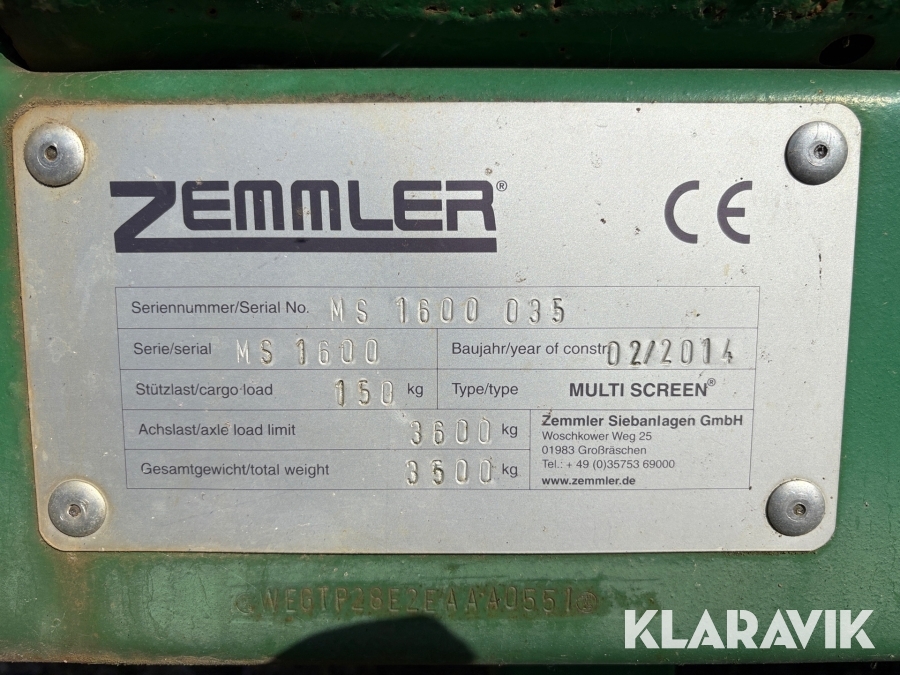 ZEMMLER®
CE
Seriennummer/Serial No. MS 1600 035
Serie/serial MS 1600 Baujahr/year of constr. 02/2014
Stützlast/cargo load 150 kg Type/type MULTI SCREEN®
Achslast/axle load limit 3600 kg
Gesamtgewicht/total weight 3500 kg
Zemmler Siebanlagen GmbH
Woschkower Weg 25
01983 Großräschen
Tel.: + 49 (0)35753 69000
www.zemmler.de
KLARAVIK